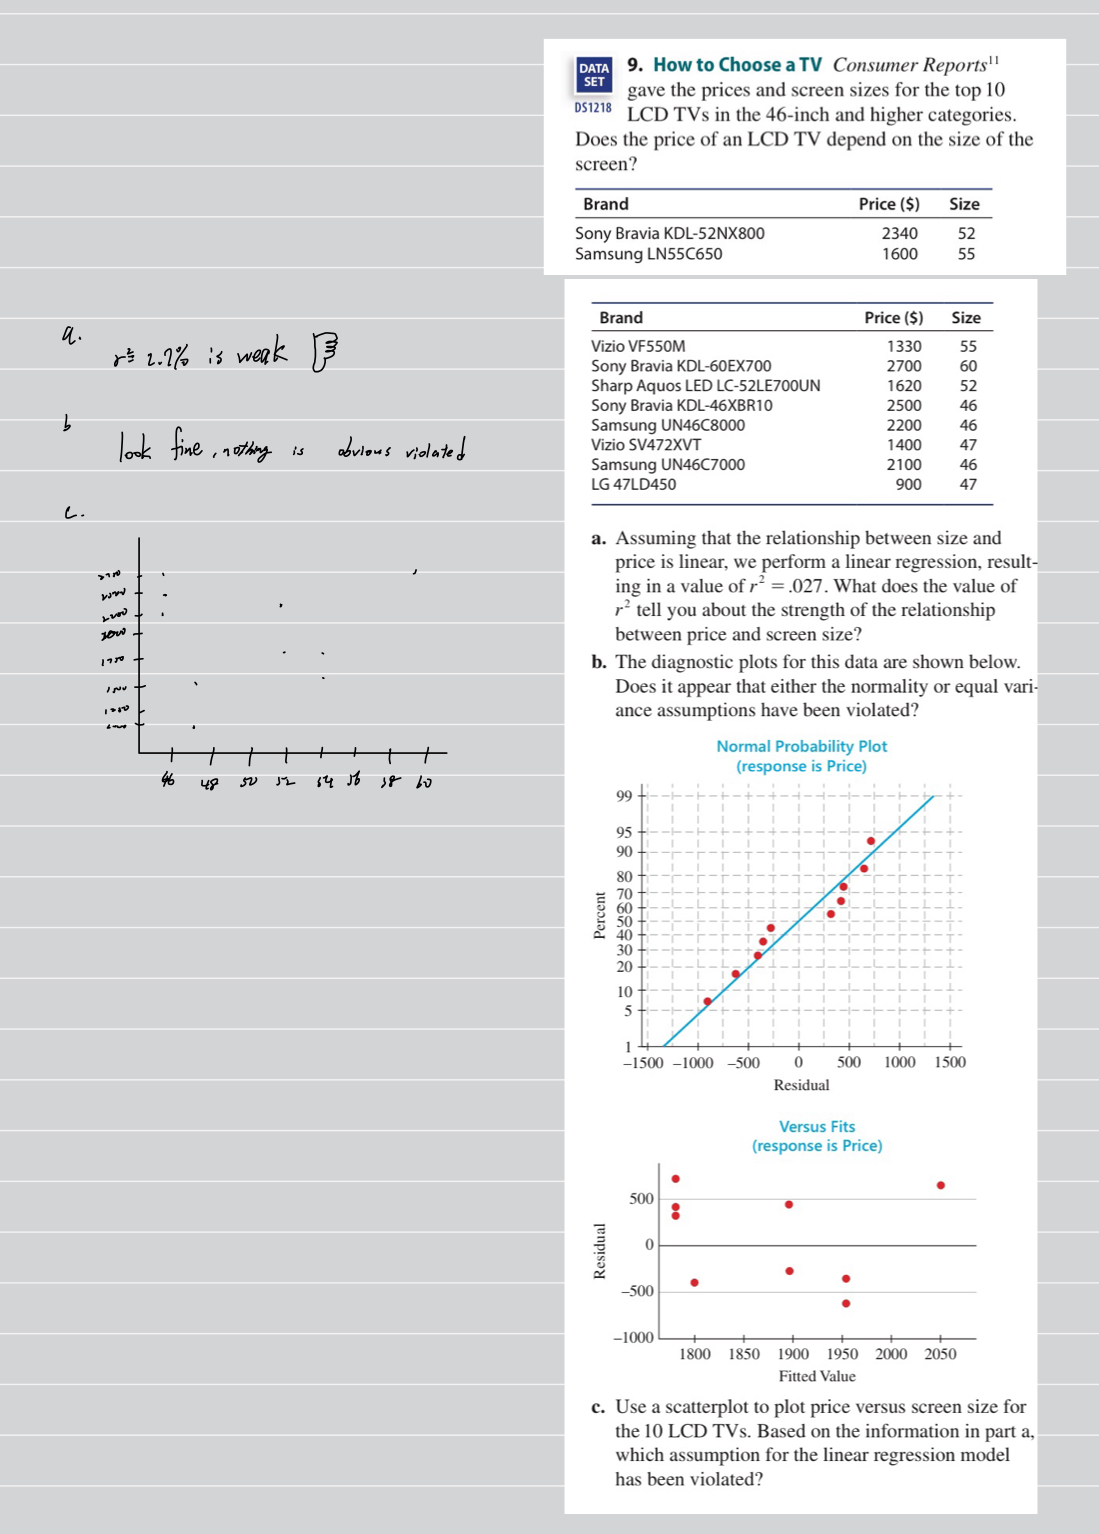 DATA SET
DS1218
9. How to Choose a TV Consumer Reports¹¹
gave the prices and screen sizes for the top 10
LCD TVs in the 46-inch and higher categories.
Does the price of an LCD TV depend on the size of the
screen?
Brand Price ($) Size
Sony Bravia KDL-52NX800 2340 52
Samsung LN55C650 1600 55
Brand Price ($) Size
Vizio VF550M 1330 55
Sony Bravia KDL-60EX700 2700 60
Sharp Aquos LED LC-52LE700UN 1620 52
Sony Bravia KDL-46XBR10 2500 46
Samsung UN46C8000 2200 46
Vizio SV472XVT 1400 47
Samsung UN46C7000 2100 46
LG 47LD450 900 47
a. Assuming that the relationship between size and
price is linear, we perform a linear regression, result-
ing in a value of r² = .027. What does the value of
r² tell you about the strength of the relationship
between price and screen size?
b. The diagnostic plots for this data are shown below.
Does it appear that either the normality or equal vari-
ance assumptions have been violated?
Normal Probability Plot
(response is Price)
99
95
90
80
70
60
50
40
30
20
10
5
1
Percent
−1500 −1000 −500 0 500 1000 1500
Residual
Versus Fits
(response is Price)
500
0
−500
−1000
Residual
1800 1850 1900 1950 2000 2050
Fitted Value
c. Use a scatterplot to plot price versus screen size for
the 10 LCD TVs. Based on the information in part a,
which assumption for the linear regression model
has been violated?
a.
r² = 2.7% is weak
b
look fine, nothing is obvious violated
c.
2000
1750
1500
1250
46 48 50 52 54 56 58 60